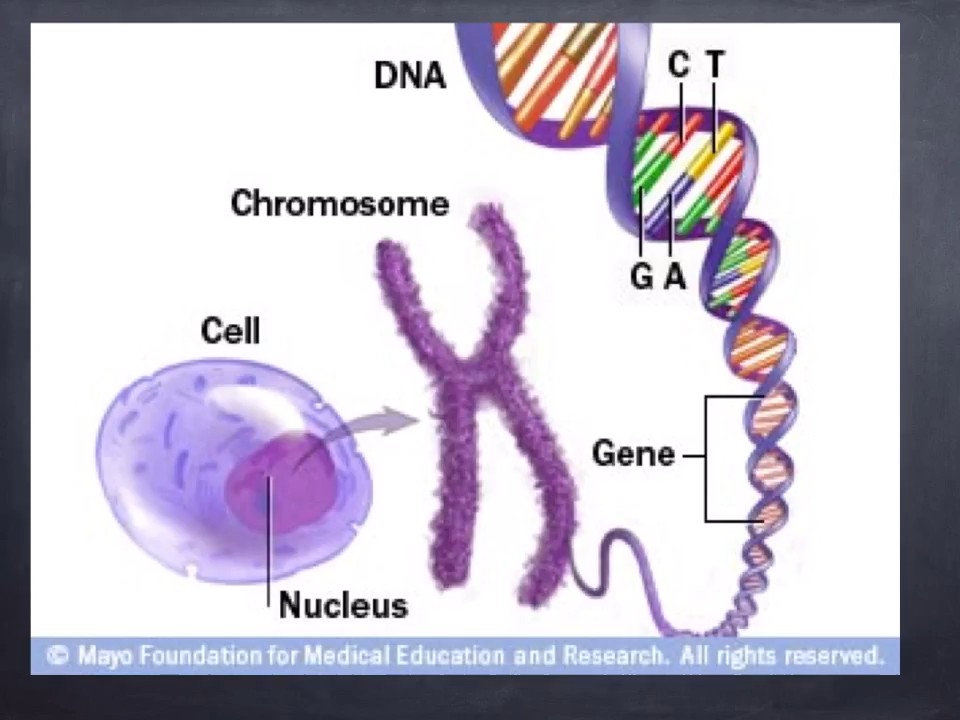 DNA
C T
Chromosome
G A
Cell
Gene
Nucleus
© Mayo Foundation for Medical Education and Research. All rights reserved.